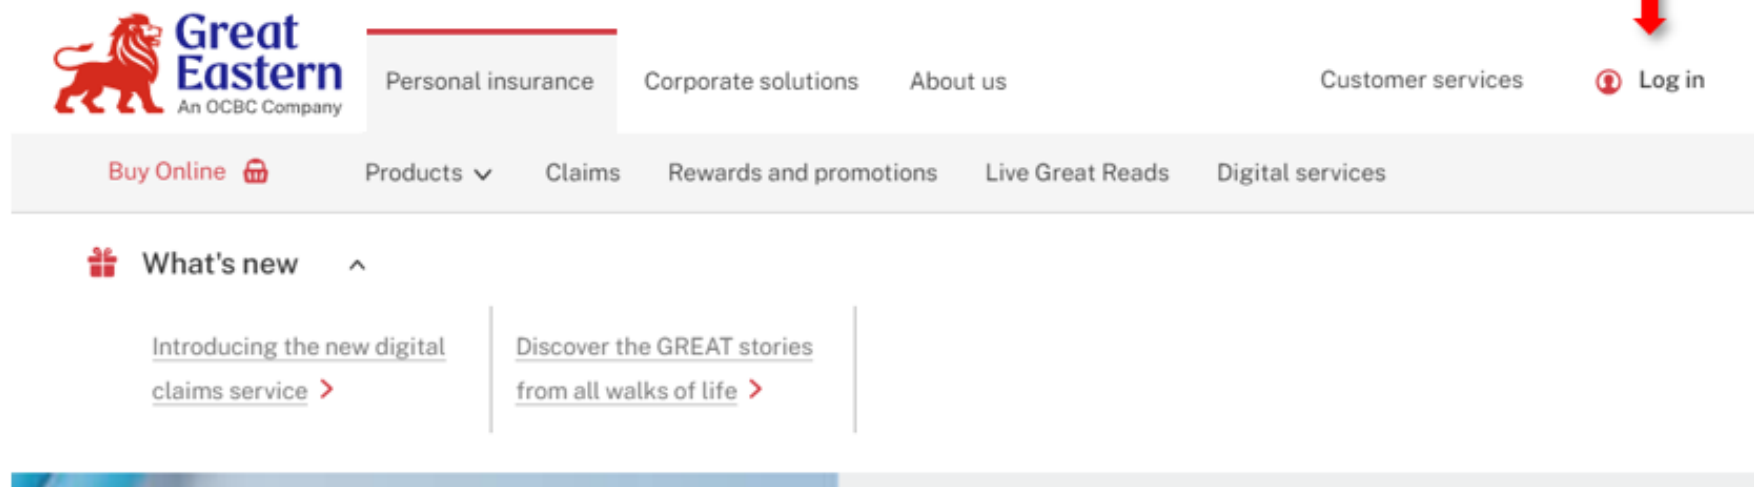 Great
Eastern
An OCBC Company
Personal insurance
Corporate solutions
About us
Customer services
Log in
Buy Online
Products
Claims
Rewards and promotions
Live Great Reads
Digital services
What's new
Introducing the new digital
claims service
Discover the GREAT stories
from all walks of life